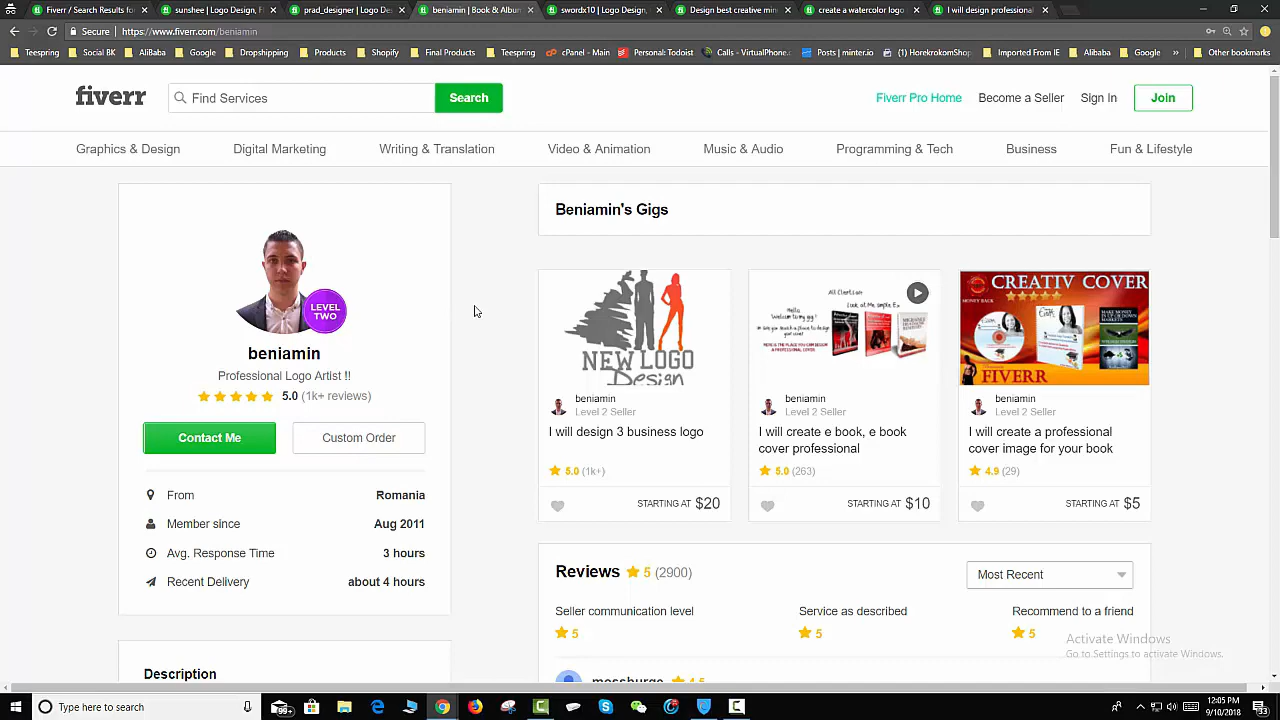 Fiverr / Search Results for
sunshee | Logo Design, F
prad_designer | Logo De
beniamin | Book & Albun
swordx10 | Logo Design,
Design best creative min
create a watercolor logo
I will design professional
Secure | https://www.fiverr.com/beniamin
Teespring
Social BK
AliBaba
Google
Dropshipping
Products
Shopify
Final Products
Teespring
cPanel - Main
Personal: Todoist
Calls - VirtualPhone.c
Posts | minter.io
(1) HorekrokomShop
Imported From IE
Alibaba
Google
»
Other bookmarks
fiverr
Find Services
Search
Fiverr Pro Home
Become a Seller
Sign In
Join
Graphics & Design
Digital Marketing
Writing & Translation
Video & Animation
Music & Audio
Programming & Tech
Business
Fun & Lifestyle
LEVEL
TWO
beniamin
Professional Logo Artist !!
5.0 (1k+ reviews)
Contact Me
Custom Order
From Romania
Member since Aug 2011
Avg. Response Time 3 hours
Recent Delivery about 4 hours
Description
Beniamin's Gigs
NEW LOGO
Design
beniamin
Level 2 Seller
I will design 3 business logo
5.0 (1k+)
STARTING AT $20
beniamin
Level 2 Seller
I will create e book, e book
cover professional
5.0 (263)
STARTING AT $10
CREATIV COVER
MONEY BACK
FIVERR
beniamin
Level 2 Seller
I will create a professional
cover image for your book
4.9 (29)
STARTING AT $5
Reviews 5 (2900)
Most Recent
Seller communication level
5
Service as described
5
Recommend to a friend
5
mossburge 4.5
Activate Windows
Go to Settings to activate Windows.
Type here to search
99+
12:05 PM
9/10/2018
33